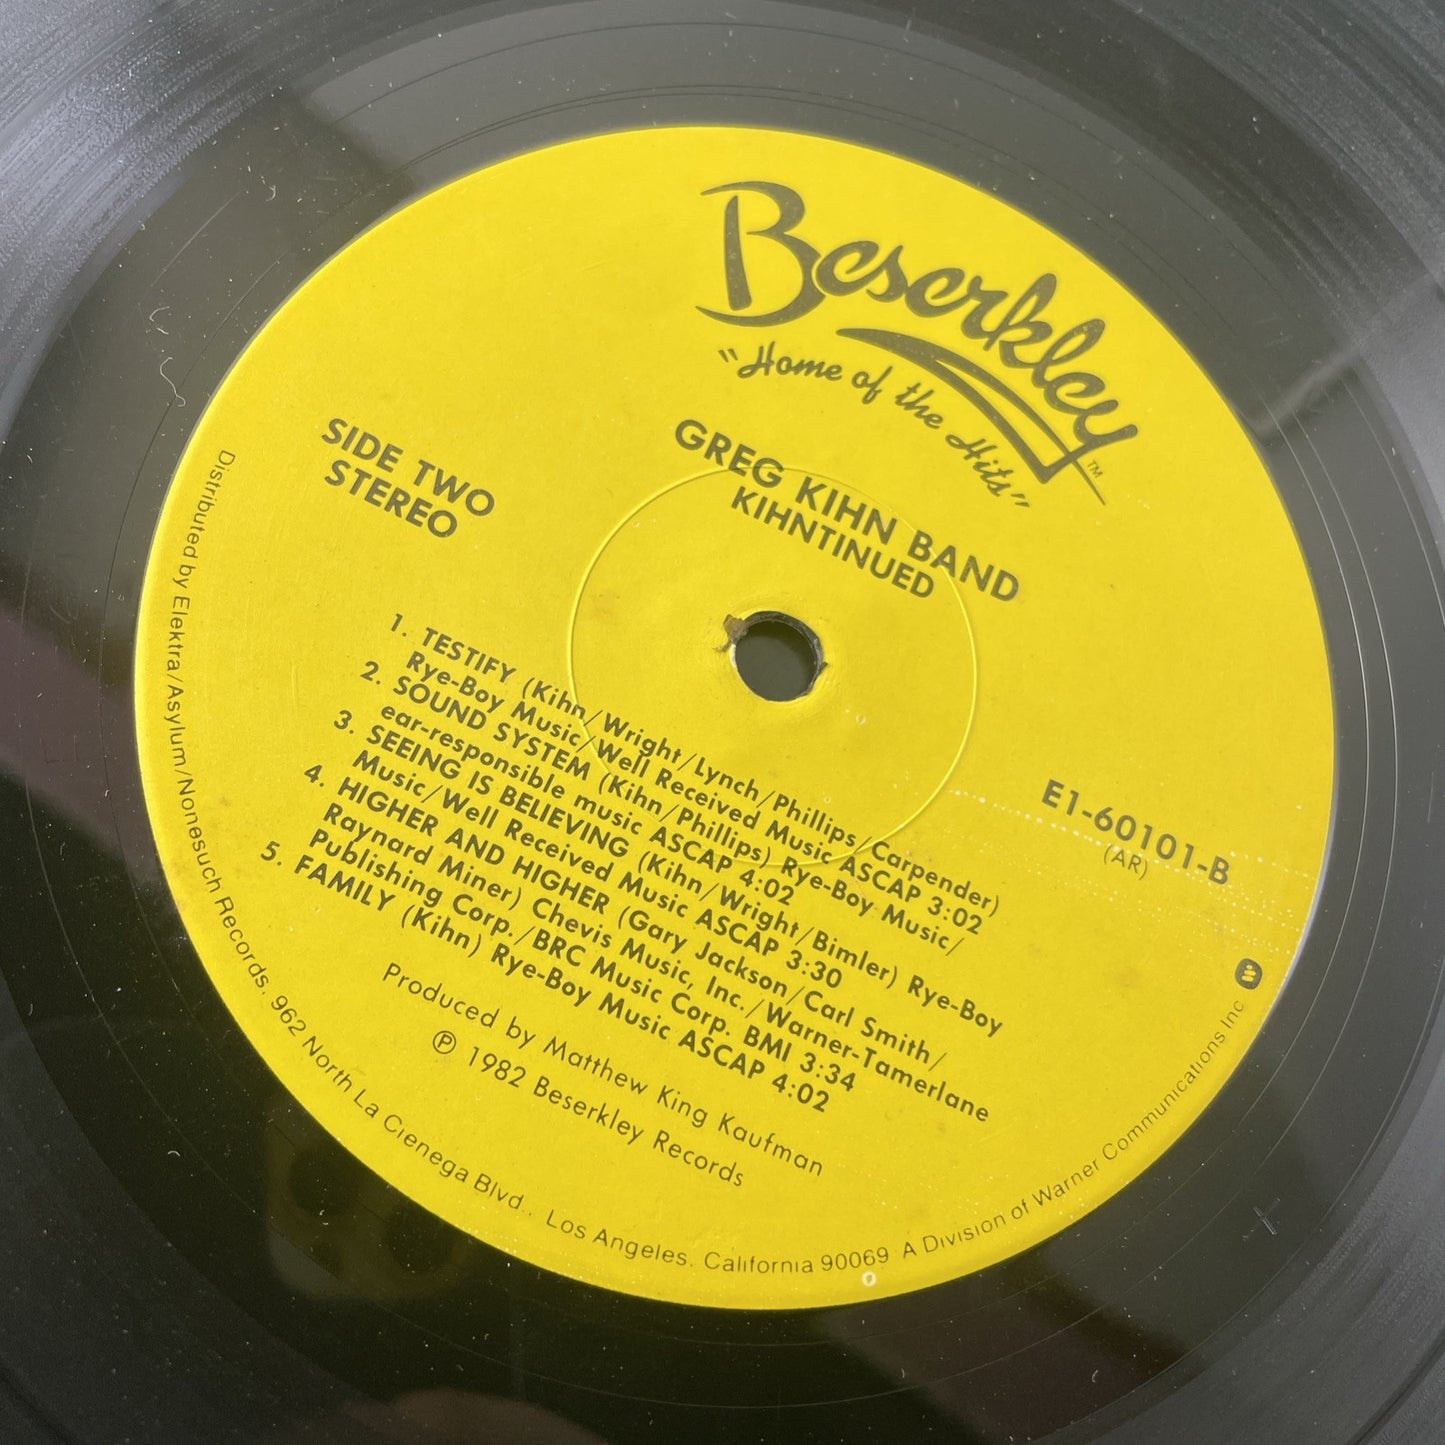 Beserkley™
"Home of the Hits"
GREG KIHN BAND
KIHNTINUED
SIDE TWO
STEREO
E1-60101-B
(AR)
1. TESTIFY (Kihn/Wright/Lynch/Phillips/Carpender)
Rye-Boy Music/Well Received Music ASCAP 3:02
2. SOUND SYSTEM (Kihn/Phillips) Rye-Boy Music/
ear-responsible music ASCAP 4:02
3. SEEING IS BELIEVING (Kihn/Wright/Bimler) Rye-Boy
Music/Well Received Music ASCAP 3:30
4. HIGHER AND HIGHER (Gary Jackson/Carl Smith/
Raynard Miner) Chevis Music, Inc./Warner-Tamerlane
Publishing Corp./BRC Music Corp. BMI 3:34
5. FAMILY (Kihn) Rye-Boy Music ASCAP 4:02
Produced by Matthew King Kaufman
℗ 1982 Beserkley Records
Distributed by Elektra/Asylum/Nonesuch Records. 962 North La Cienega Blvd., Los Angeles. California 90069 A Division of Warner Communications Inc